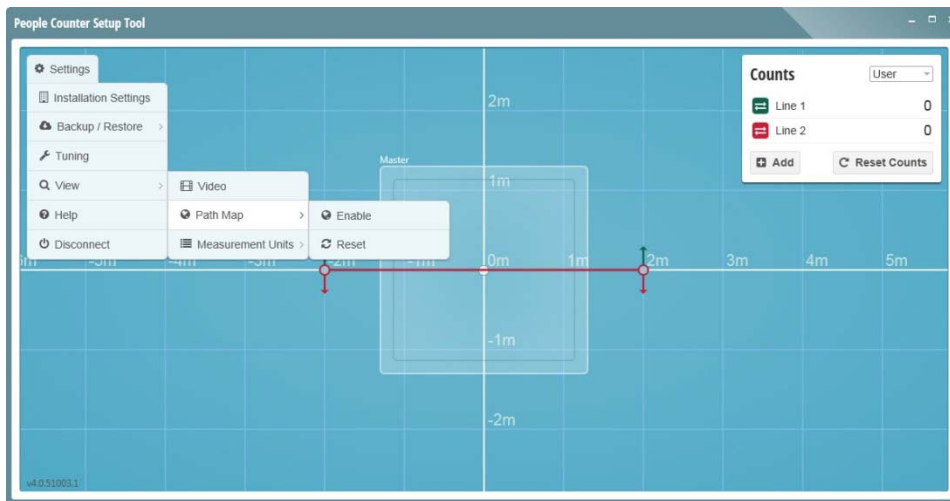 People Counter Setup Tool
Settings
Installation Settings
Backup / Restore
Tuning
View
Help
Disconnect
Video
Path Map
Measurement Units
Enable
Reset
Counts
User
Line 1 0
Line 2 0
Add Reset Counts
2m
Master
1m
-5m -4m -3m -2m -1m 0m 1m 2m 3m 4m 5m
-1m
-2m
v4.0.51003.1